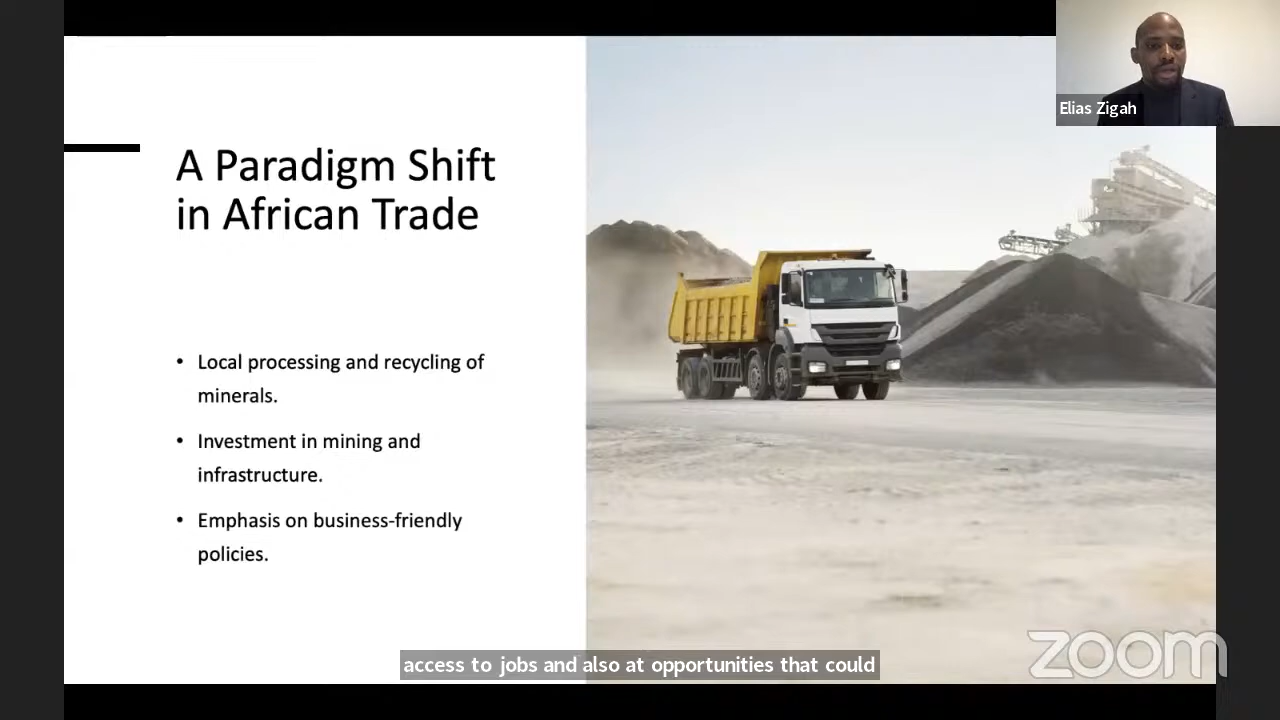 Elias Zigah
A Paradigm Shift
in African Trade
• Local processing and recycling of
minerals.
• Investment in mining and
infrastructure.
• Emphasis on business-friendly
policies.
access to jobs and also at opportunities that could
zoom